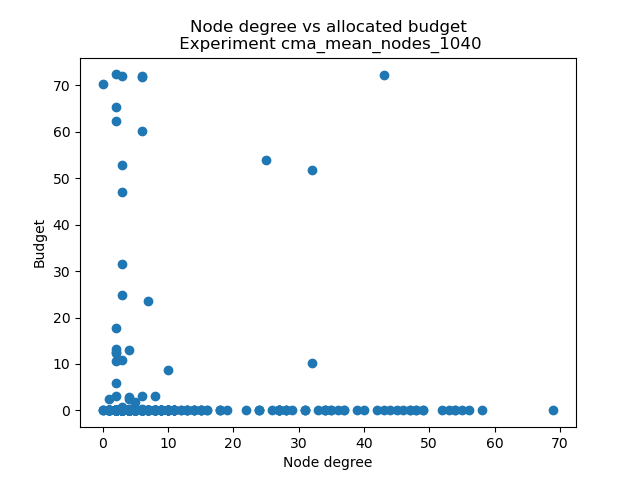 Node degree vs allocated budget
Experiment cma_mean_nodes_1040
70
60
50
40
30
20
10
0
Budget
0 10 20 30 40 50 60 70
Node degree